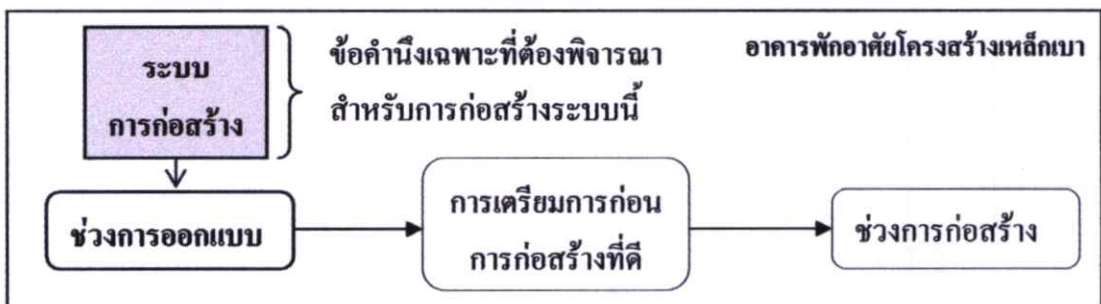 ระบบ
การก่อสร้าง
ข้อคำนึงเฉพาะที่ต้องพิจารณา
สำหรับการก่อสร้างระบบนี้
อาคารพักอาศัยโครงสร้างเหล็กเบา
ช่วงการออกแบบ
การเตรียมการก่อน
การก่อสร้างที่ดี
ช่วงการก่อสร้าง